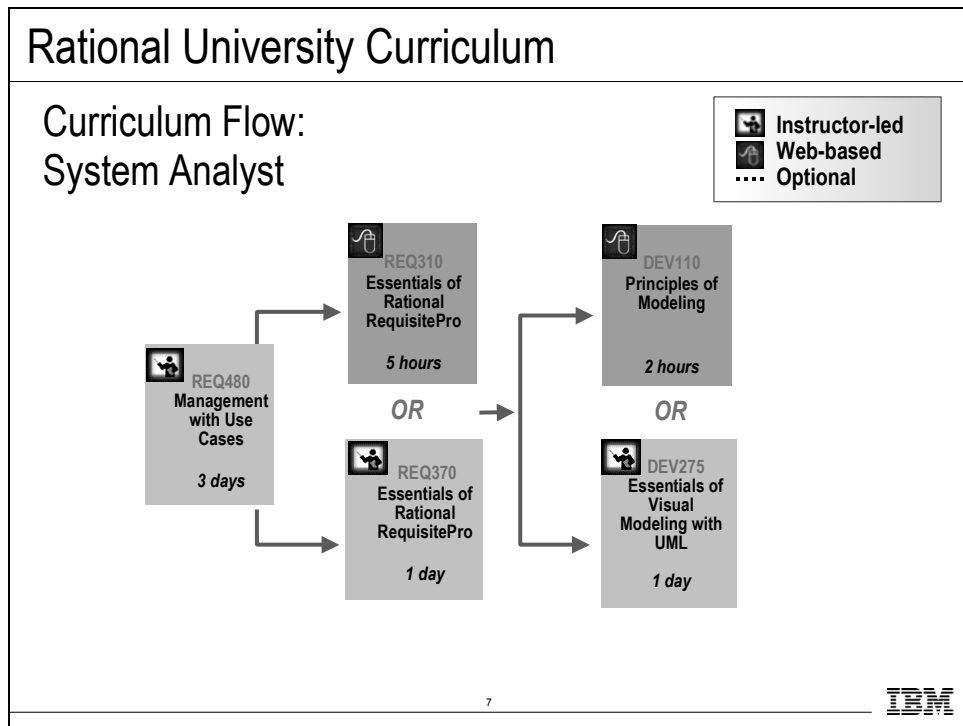 Rational University Curriculum
Curriculum Flow:
System Analyst
Instructor-led
Web-based
Optional
REQ480
Management
with Use
Cases
3 days
REQ310
Essentials of
Rational
RequisitePro
5 hours
OR
REQ370
Essentials of
Rational
RequisitePro
1 day
DEV110
Principles of
Modeling
2 hours
OR
DEV275
Essentials of
Visual
Modeling with
UML
1 day
7
IBM